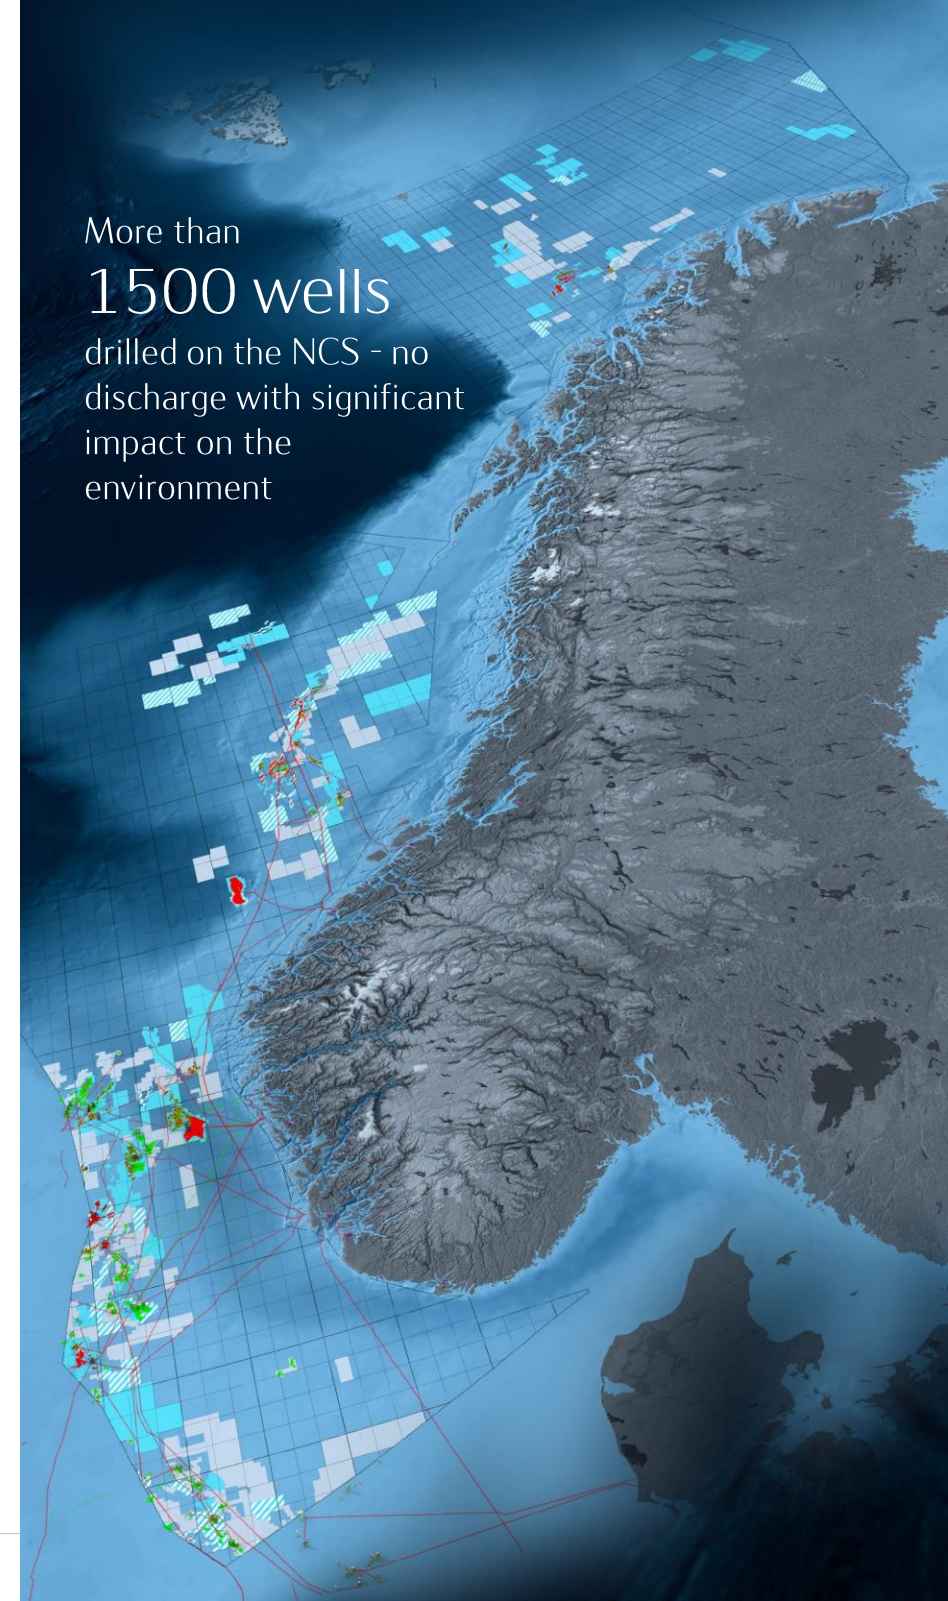 More than
1500 wells
drilled on the NCS - no
discharge with significant
impact on the
environment